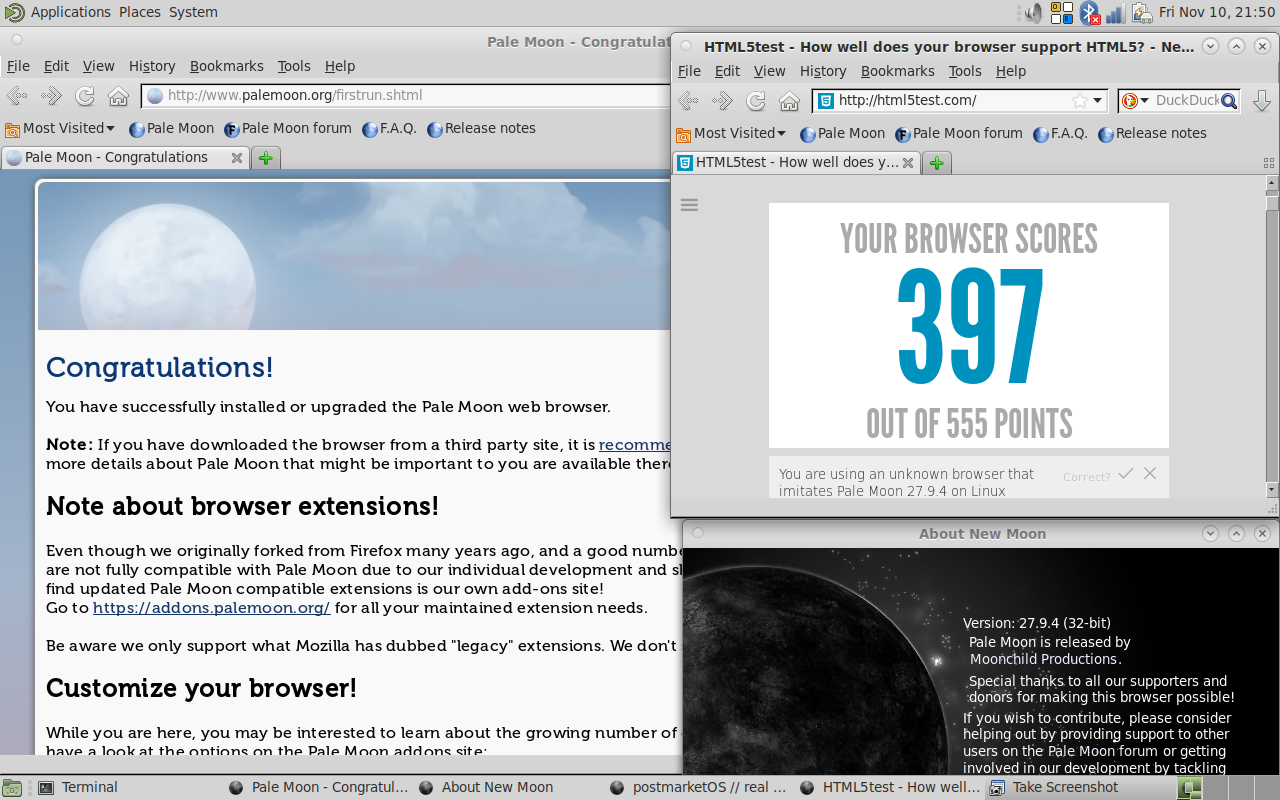 Applications Places System
Fri Nov 10, 21:50
Pale Moon - Congratulat
File Edit View History Bookmarks Tools Help
http://www.palemoon.org/firstrun.shtml
Most Visited Pale Moon Pale Moon forum F.A.Q. Release notes
Pale Moon - Congratulations
Congratulations!
You have successfully installed or upgraded the Pale Moon web browser.
Note: If you have downloaded the browser from a third party site, it is recomme
more details about Pale Moon that might be important to you are available ther
Note about browser extensions!
Even though we originally forked from Firefox many years ago, and a good numbe
are not fully compatible with Pale Moon due to our individual development and sl
find updated Pale Moon compatible extensions is our own add-ons site!
Go to https://addons.palemoon.org/ for all your maintained extension needs.
Be aware we only support what Mozilla has dubbed "legacy" extensions. We don't
Customize your browser!
While you are here, you may be interested to learn about the growing number of
have a look at the options on the Pale Moon addons site:
HTML5test - How well does your browser support HTML5? - Ne...
File Edit View History Bookmarks Tools Help
http://html5test.com/
DuckDuck
Most Visited Pale Moon Pale Moon forum F.A.Q. Release notes
HTML5test - How well does y...
YOUR BROWSER SCORES
397
OUT OF 555 POINTS
You are using an unknown browser that
imitates Pale Moon 27.9.4 on Linux
Correct?
About New Moon
Version: 27.9.4 (32-bit)
Pale Moon is released by
Moonchild Productions.
Special thanks to all our supporters and
donors for making this browser possible!
If you wish to contribute, please consider
helping out by providing support to other
users on the Pale Moon forum or getting
involved in our development by tackling
Terminal
Pale Moon - Congratul...
About New Moon
postmarketOS // real ...
HTML5test - How well...
Take Screenshot